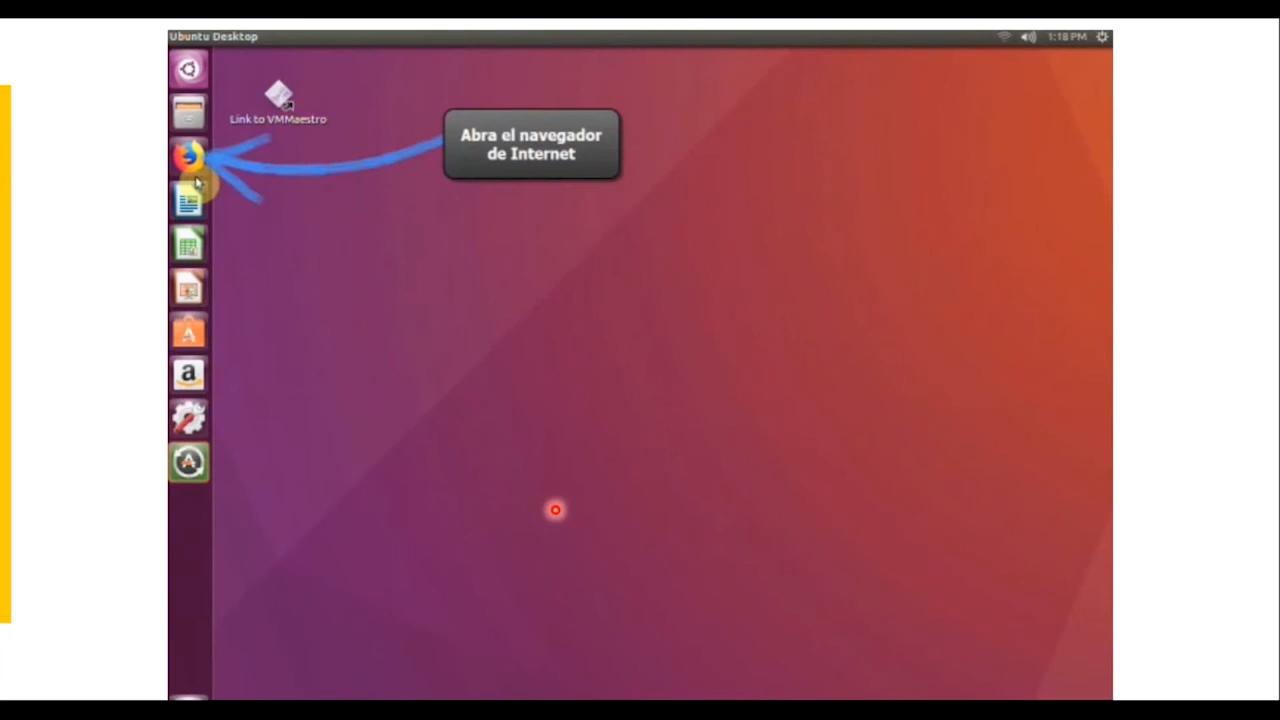 Ubuntu Desktop
1:18 PM
Link to VMMaestro
Abra el navegador
de Internet